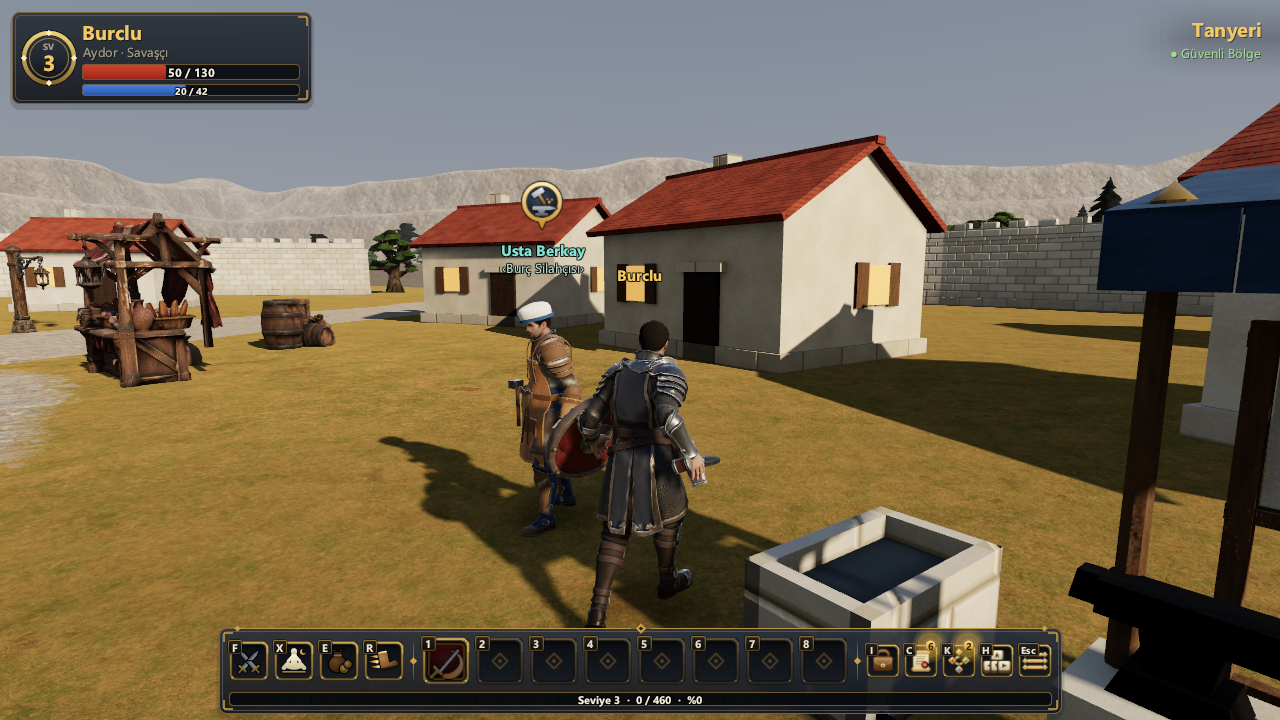 Burclu
SV
3
Aydor · Savaşçı
50 / 130
20 / 42
Tanyeri
Güvenli Bölge
Usta Berkay
‹Burç Silahçısı›
Burclu
F
X
E
R
1
2
3
4
5
6
7
8
I
C
6
K
2
H
A
Esc
Seviye 3 · 0 / 460 · %0